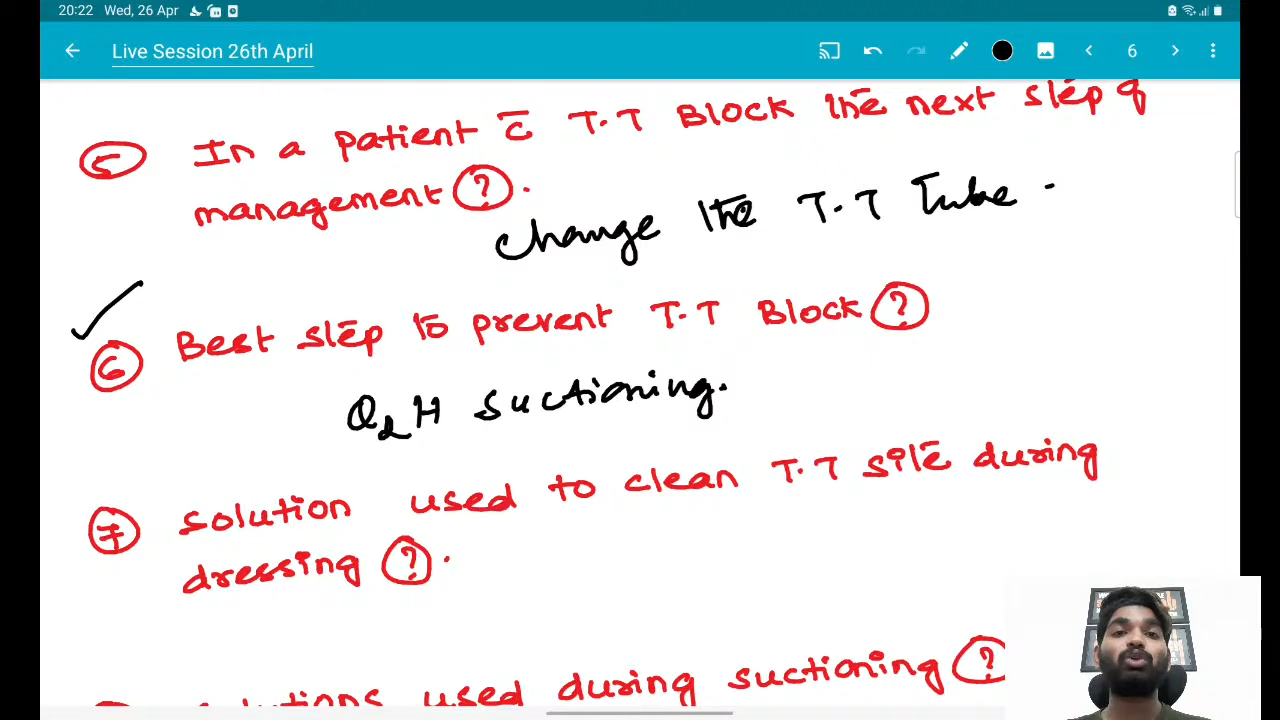 20:22 Wed, 26 Apr
Live Session 26th April
6
⑤ In a patient c̄ T.T Block the next step of
management ?.
change the T.T Tube.
⑥ Best step to prevent T.T Block ?
Q2H suctioning.
⑦ solution used to clean T.T site during
dressing ?.
solutions used during suctioning ?